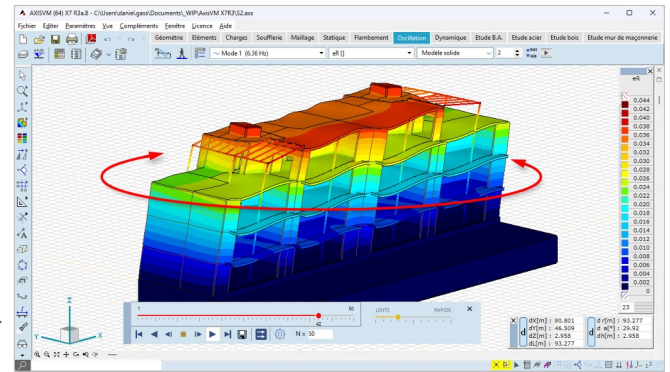 AXISVM (64) X7 R3a.8 - C:\Users\daniel.gass\Documents\_WIP\AxisVM X7R3\S2.axs
Fichier Editer Paramètres Vue Compléments Fenêtre Licence Aide
Géométrie Eléments Charges Soufflerie Maillage Statique Flambement Oscillation Dynamique Etude B.A. Etude acier Etude bois Etude mur de maçonnerie
Mode 1 (6.36 Hz) eR [] Modèle solide 2
eR
0.044
0.042
0.040
0.038
0.036
0.034
0.032
0.030
0.028
0.026
0.024
0.022
0.020
0.018
0.016
0.014
0.012
0.010
0.008
0.006
0.004
0.002
0
23
Z
Y
X
1 60 LENTE RAPIDE
42
N = 30
d dX[m] : 80.801
dY[m] : 46.509
dZ[m] : 2.958
dL[m] : 93.277
d d r[m] : 93.277
d a[°] : 29.92
d h[m] : 2.958